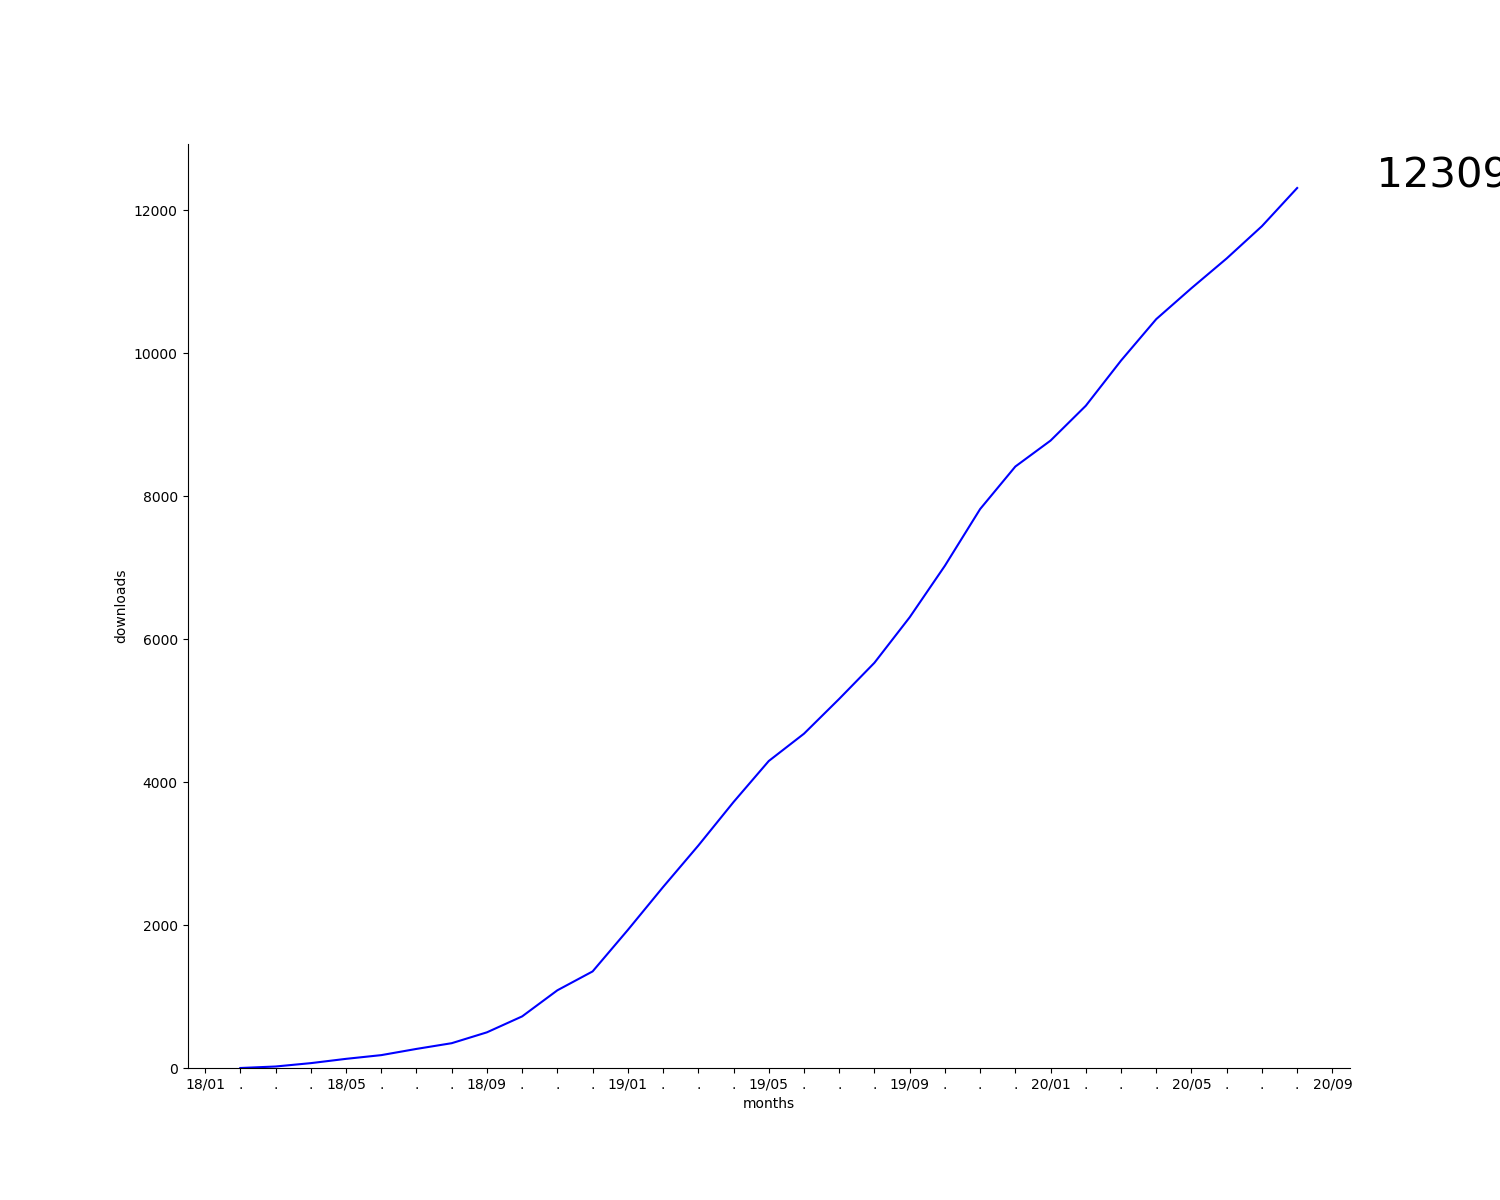 12309
12000
10000
8000
6000
4000
2000
0
downloads
18/01 . . . 18/05 . . . 18/09 . . . 19/01 . . . 19/05 . . . 19/09 . . . 20/01 . . . 20/05 . . . 20/09
months